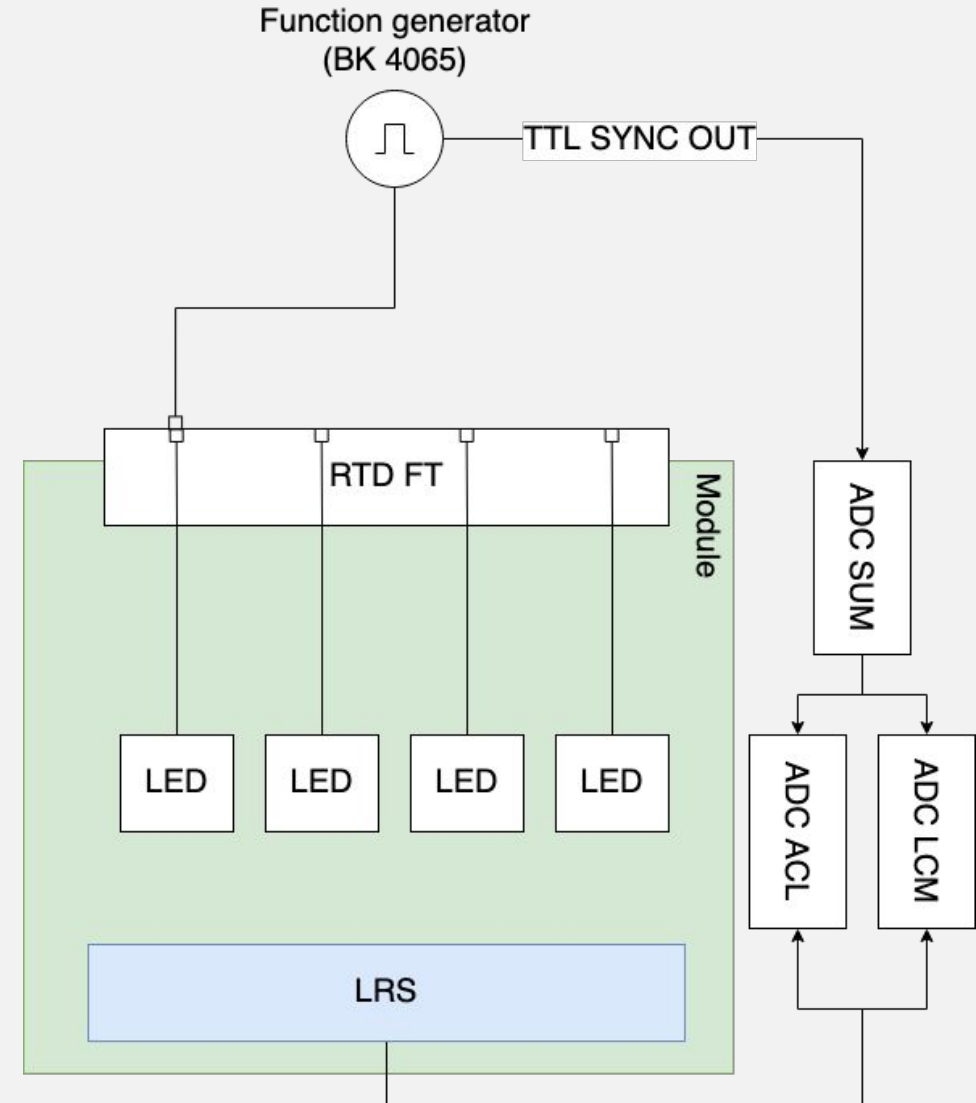 Function generator
(BK 4065)
TTL SYNC OUT
RTD FT
Module
ADC SUM
LED
LED
LED
LED
ADC ACL
ADC LCM
LRS